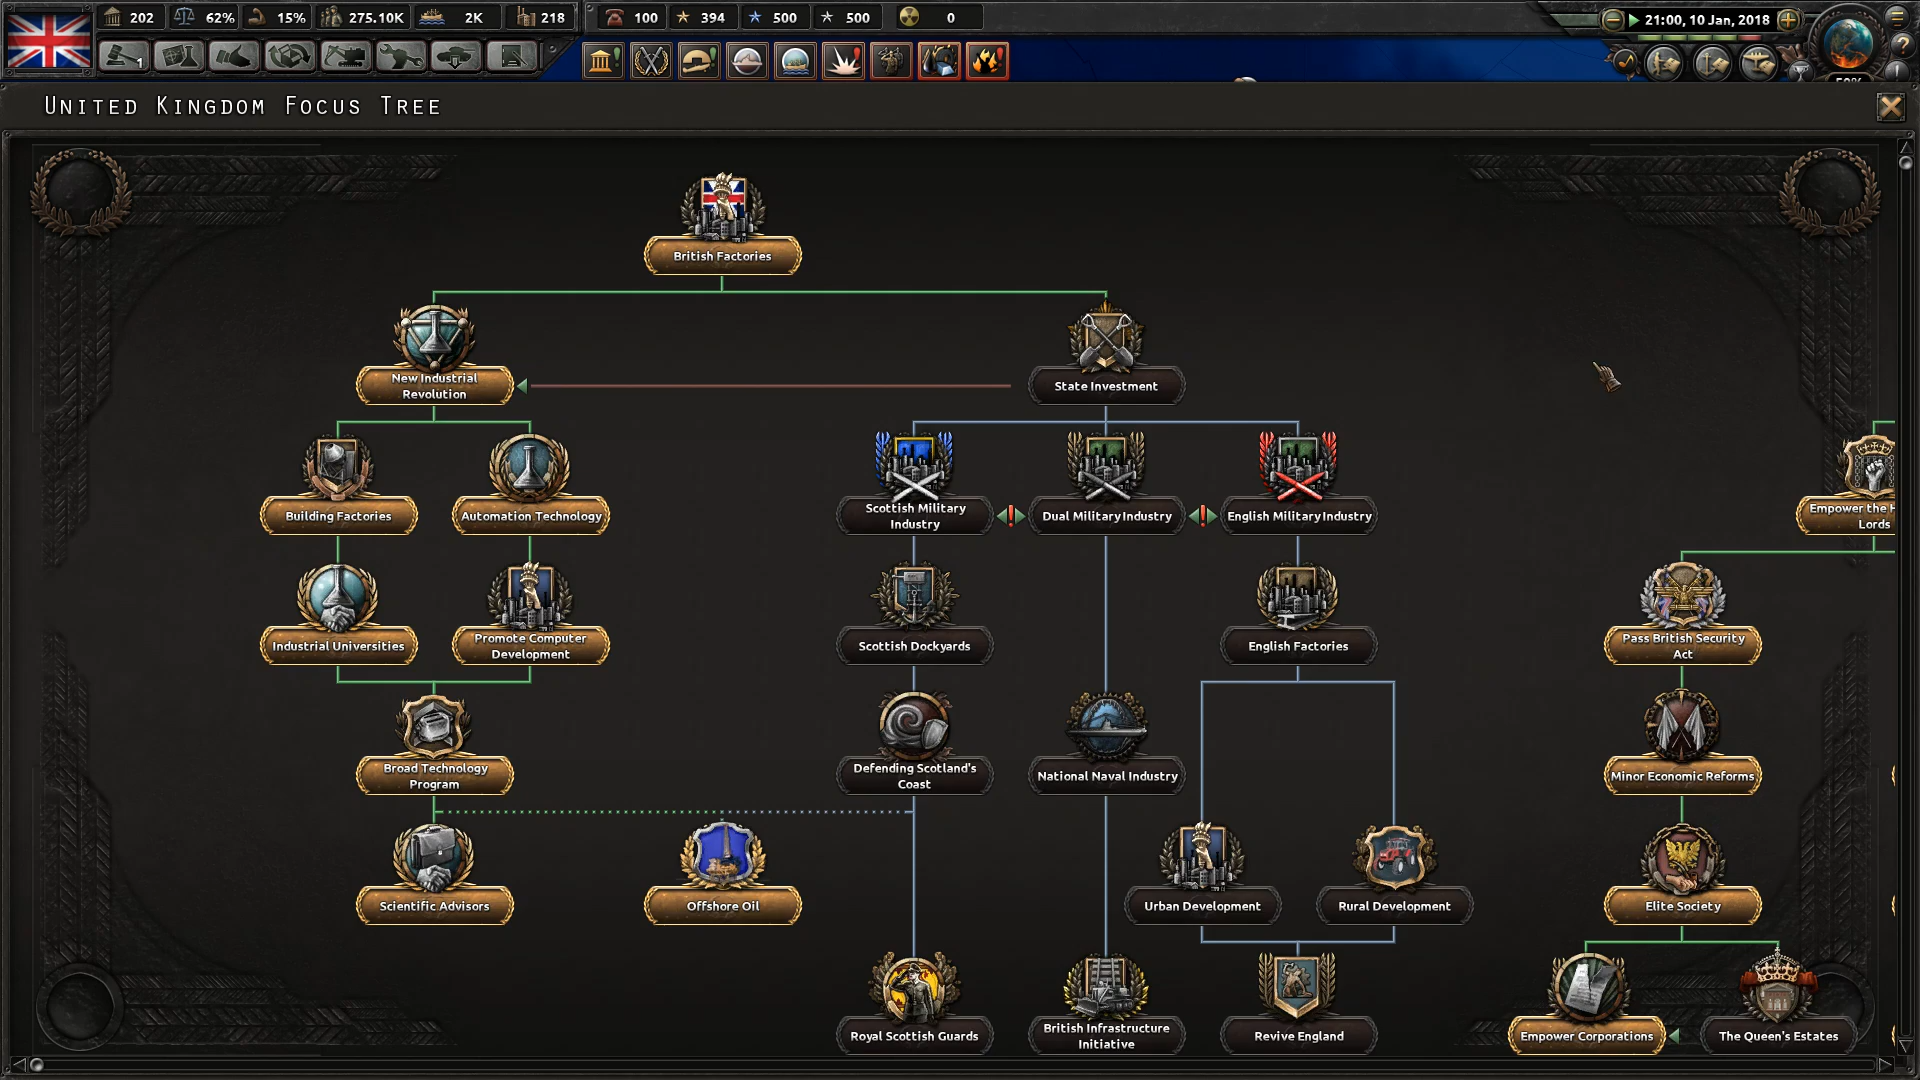 202 62% 15% 275.10K 2K 218 100 394 500 500 0 21:00, 10 Jan, 2018
1
United Kingdom Focus Tree
British Factories
New Industrial
Revolution
State Investment
Building Factories
Automation Technology
Scottish Military
Industry
Dual Military Industry
English Military Industry
Empower the H
Lords
Industrial Universities
Promote Computer
Development
Scottish Dockyards
English Factories
Pass British Security
Act
Broad Technology
Program
Defending Scotland's
Coast
National Naval Industry
Minor Economic Reforms
Scientific Advisors
Offshore Oil
Urban Development
Rural Development
Elite Society
Royal Scottish Guards
British Infrastructure
Initiative
Revive England
Empower Corporations
The Queen's Estates